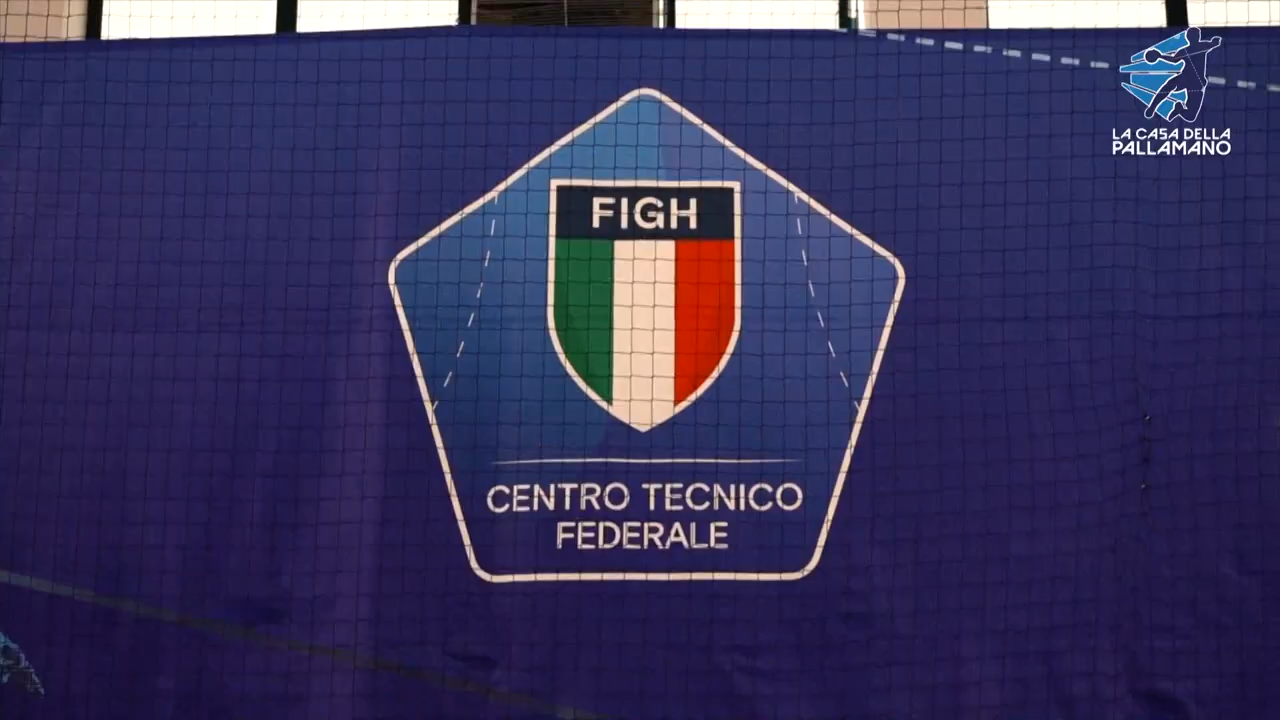 LA CASA DELLA
PALLAMANO
FIGH
CENTRO TECNICO
FEDERALE